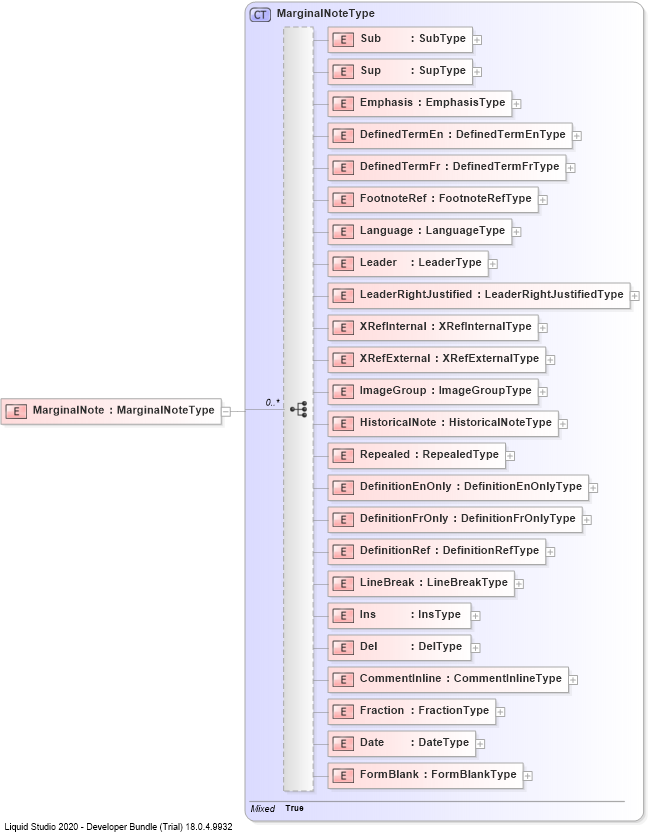 CT MarginalNoteType
E Sub : SubType
E Sup : SupType
E Emphasis : EmphasisType
E DefinedTermEn : DefinedTermEnType
E DefinedTermFr : DefinedTermFrType
E FootnoteRef : FootnoteRefType
E Language : LanguageType
E Leader : LeaderType
E LeaderRightJustified : LeaderRightJustifiedType
E XRefInternal : XRefInternalType
E XRefExternal : XRefExternalType
E ImageGroup : ImageGroupType
0..*
E MarginalNote : MarginalNoteType
E HistoricalNote : HistoricalNoteType
E Repealed : RepealedType
E DefinitionEnOnly : DefinitionEnOnlyType
E DefinitionFrOnly : DefinitionFrOnlyType
E DefinitionRef : DefinitionRefType
E LineBreak : LineBreakType
E Ins : InsType
E Del : DelType
E CommentInline : CommentInlineType
E Fraction : FractionType
E Date : DateType
E FormBlank : FormBlankType
Mixed True
Liquid Studio 2020 - Developer Bundle (Trial) 18.0.4.9932